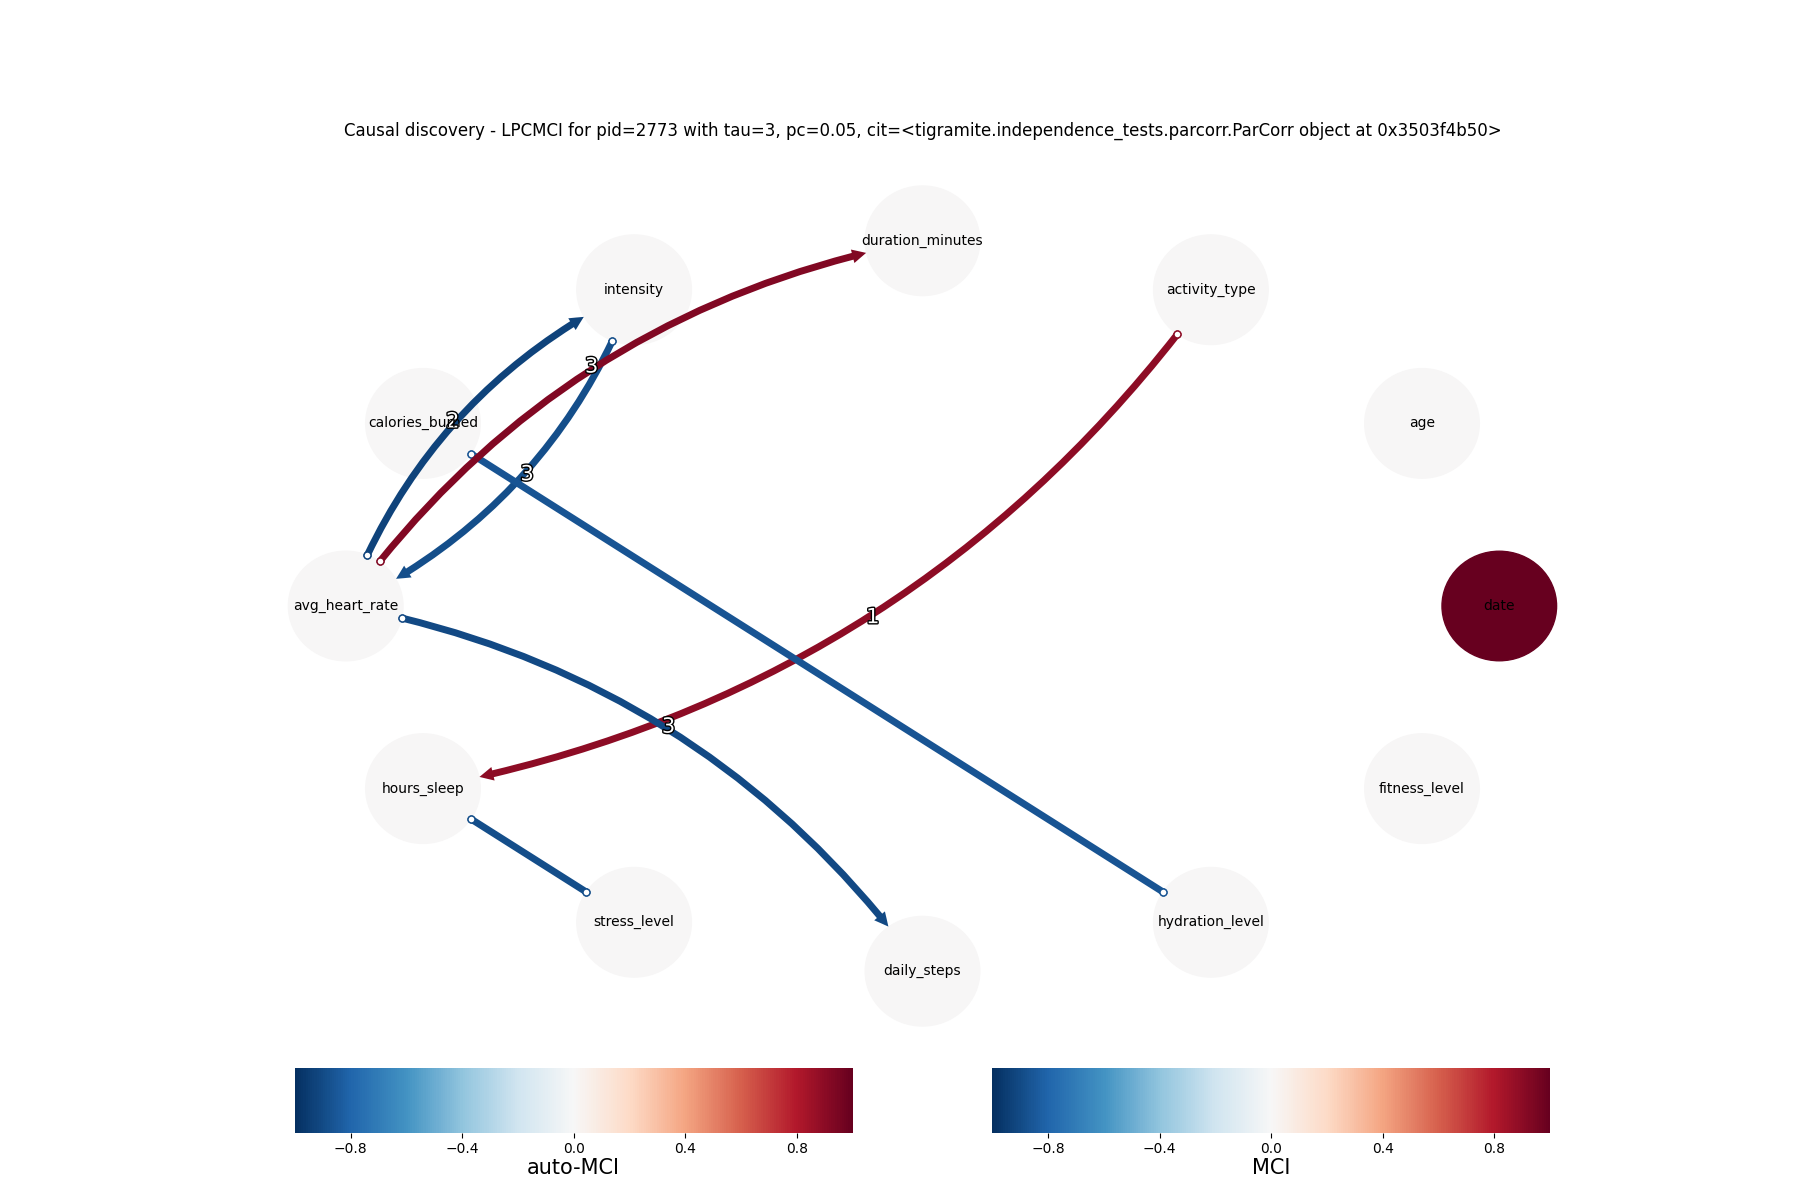 Causal discovery - LPCMCI for pid=2773 with tau=3, pc=0.05, cit=<tigramite.independence_tests.parcorr.ParCorr object at 0x3503f4b50>
duration_minutes
intensity
activity_type
3
2
calories_burned
age
3
avg_heart_rate
date
1
3
hours_sleep
fitness_level
stress_level
hydration_level
daily_steps
−0.8 −0.4 0.0 0.4 0.8
auto-MCI
−0.8 −0.4 0.0 0.4 0.8
MCI